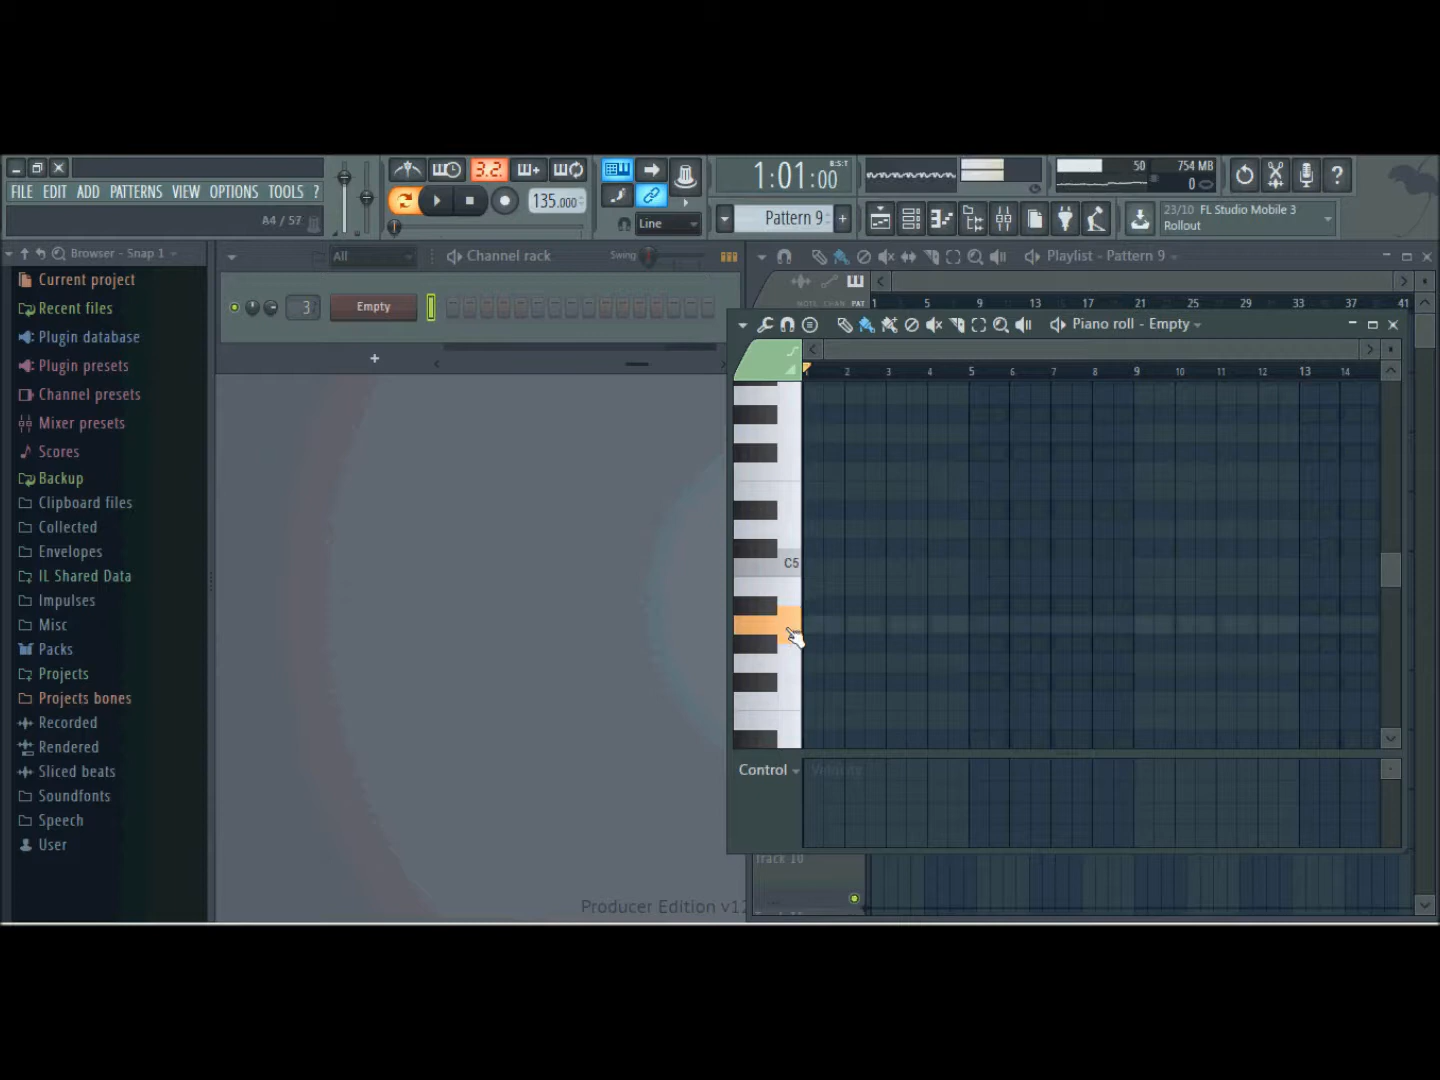 3.2.
135.000
1:01:00
B:S:T
50
754 MB
0
FILE EDIT ADD PATTERNS VIEW OPTIONS TOOLS ?
A4 / 57
Line
Pattern 9
+
23/10 FL Studio Mobile 3
Rollout
Browser - Snap 1
All
Channel rack
Swing
Playlist - Pattern 9
NOTE CHAN PAT
1 5 9 13 17 21 25 29 33 37 41
Current project
Recent files
Plugin database
Plugin presets
Channel presets
Mixer presets
Scores
Backup
Clipboard files
Collected
Envelopes
IL Shared Data
Impulses
Misc
Packs
Projects
Projects bones
Recorded
Rendered
Sliced beats
Soundfonts
Speech
User
3
Empty
+
Piano roll - Empty
2 3 4 5 6 7 8 9 10 11 12 13 14
C5
Control
Velocity
Track 10
Producer Edition v12